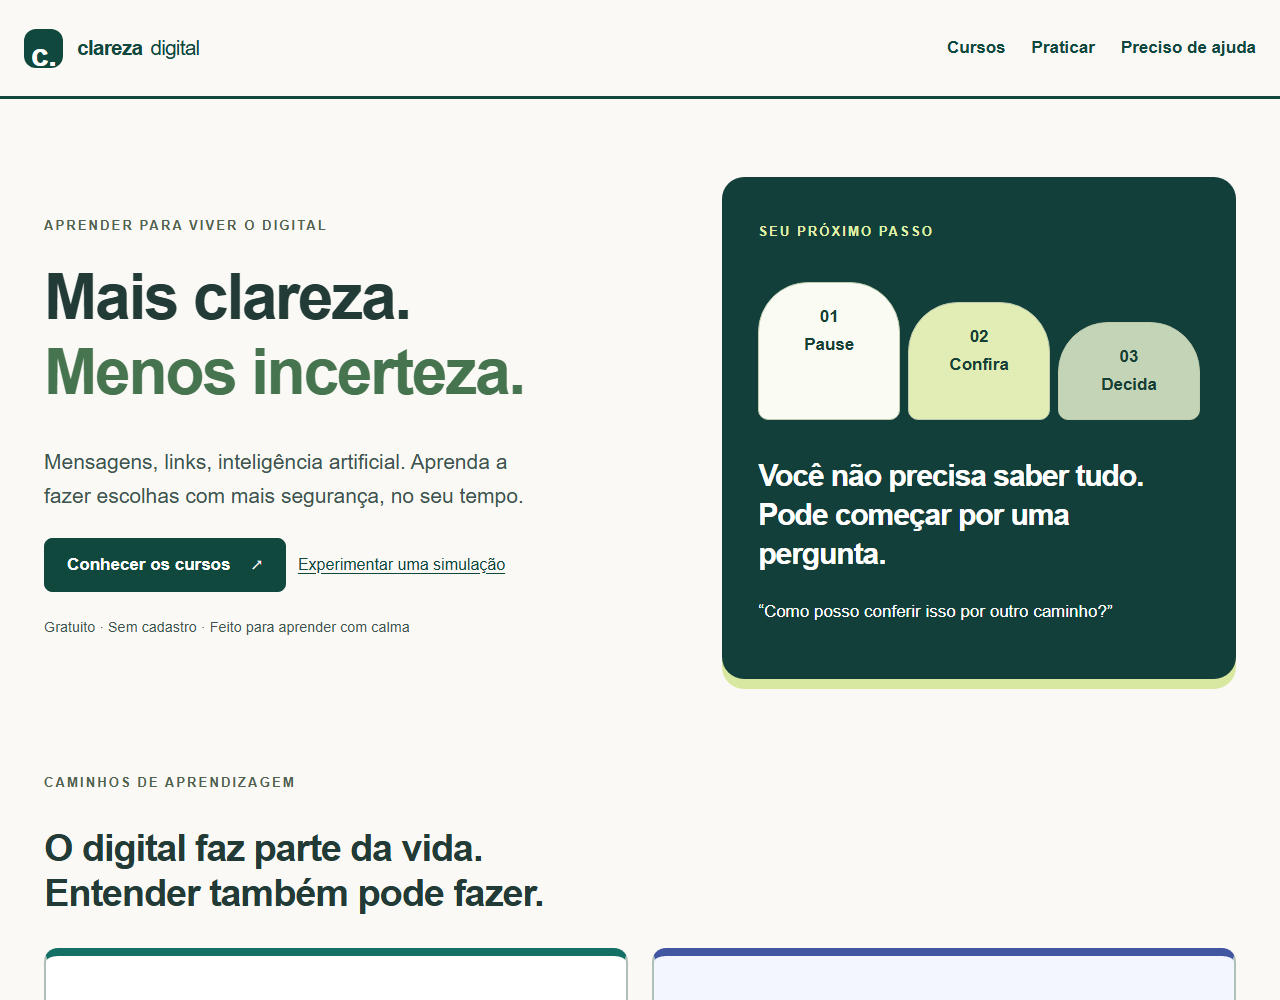 c.
clareza digital
Cursos
Praticar
Preciso de ajuda
APRENDER PARA VIVER O DIGITAL
Mais clareza.
Menos incerteza.
Mensagens, links, inteligência artificial. Aprenda a
fazer escolhas com mais segurança, no seu tempo.
Conhecer os cursos ↗
Experimentar uma simulação
Gratuito · Sem cadastro · Feito para aprender com calma
SEU PRÓXIMO PASSO
01
Pause
02
Confira
03
Decida
Você não precisa saber tudo.
Pode começar por uma
pergunta.
“Como posso conferir isso por outro caminho?”
CAMINHOS DE APRENDIZAGEM
O digital faz parte da vida.
Entender também pode fazer.